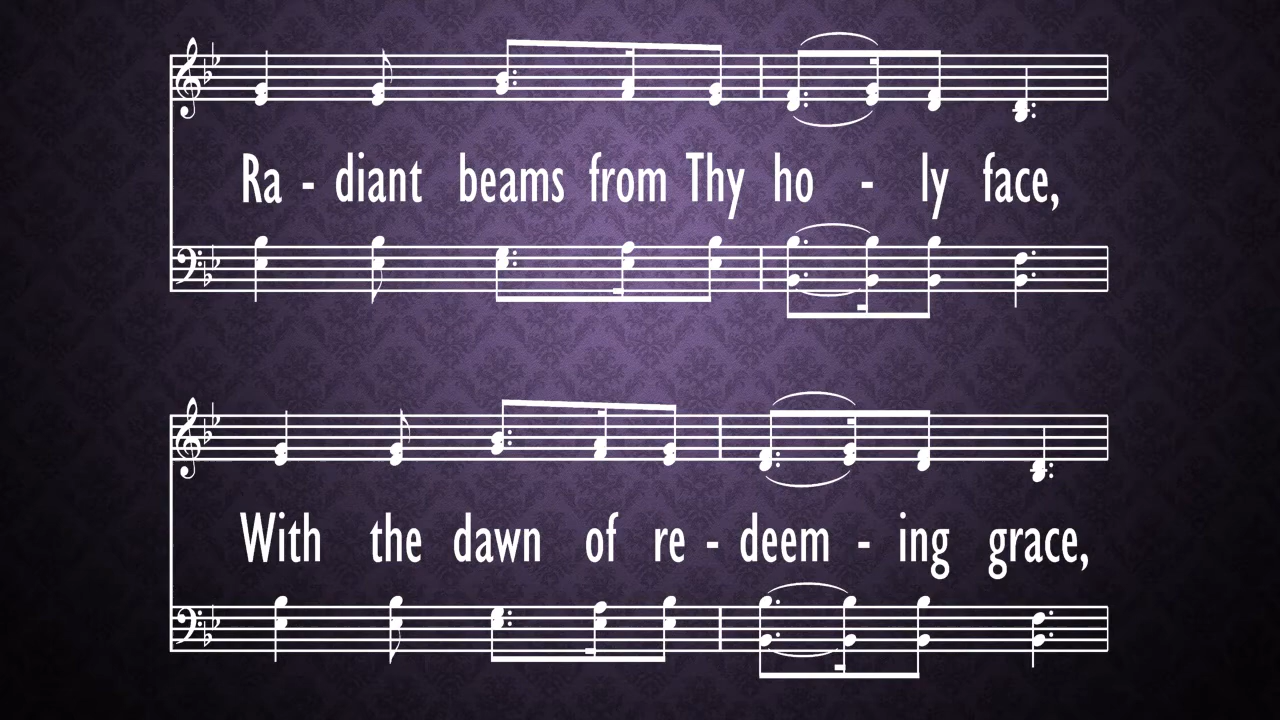 Ra - diant beams from Thy ho - ly face,
With the dawn of re - deem - ing grace,